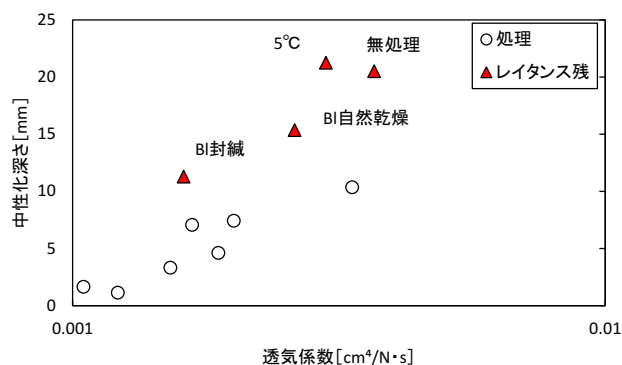 25
20
15
10
5
0
中性化深さ[mm]
5℃
無処理
BI自然乾燥
BI封緘
処理
レイタンス残
0.001
0.01
透気係数[cm⁴/N・s]